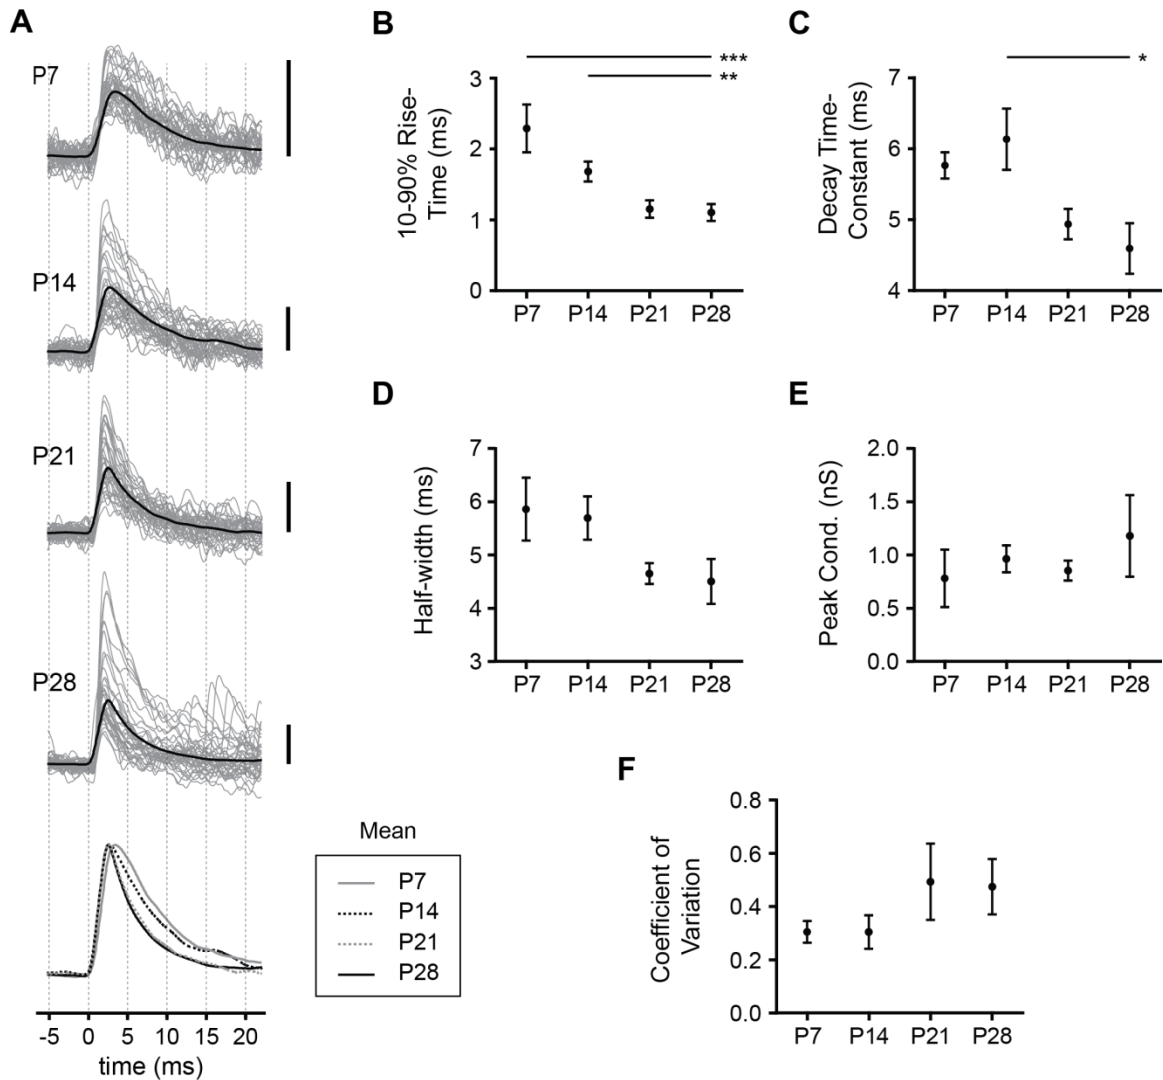 A
P7
P14
P21
P28
-5 0 5 10 15 20
time (ms)
Mean
P7
P14
P21
P28
B
***
**
10-90% Rise-
Time (ms)
3
2
1
0
P7 P14 P21 P28
C
*
Decay Time-
Constant (ms)
7
6
5
4
P7 P14 P21 P28
D
Half-width (ms)
7
6
5
4
3
P7 P14 P21 P28
E
Peak Cond. (nS)
2.0
1.5
1.0
0.5
0.0
P7 P14 P21 P28
F
Coefficient of
Variation
0.8
0.6
0.4
0.2
0.0
P7 P14 P21 P28